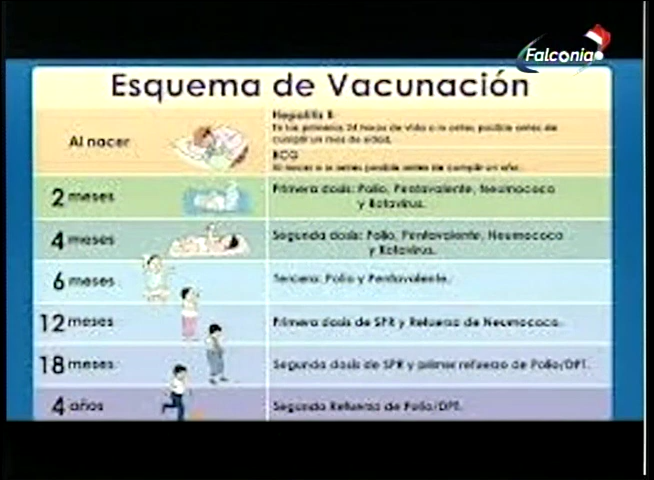 Falconia
Esquema de Vacunación
Al nacer
Hepatitis B
En las primeras 24 horas de vida o lo antes posible antes de
cumplir un mes de edad.
BCG
Al nacer o lo antes posible antes de cumplir un año.
2 meses
Primera dosis: Polio, Pentavalente, Neumococo
y Rotavirus.
4 meses
Segunda dosis: Polio, Pentavalente, Neumococo
y Rotavirus.
6 meses
Tercera: Polio y Pentavalente.
12 meses
Primera dosis de SPR y Refuerzo de Neumococo.
18 meses
Segunda dosis de SPR y primer refuerzo de Polio/DPT.
4 años
Segundo Refuerzo de Polio/DPT.